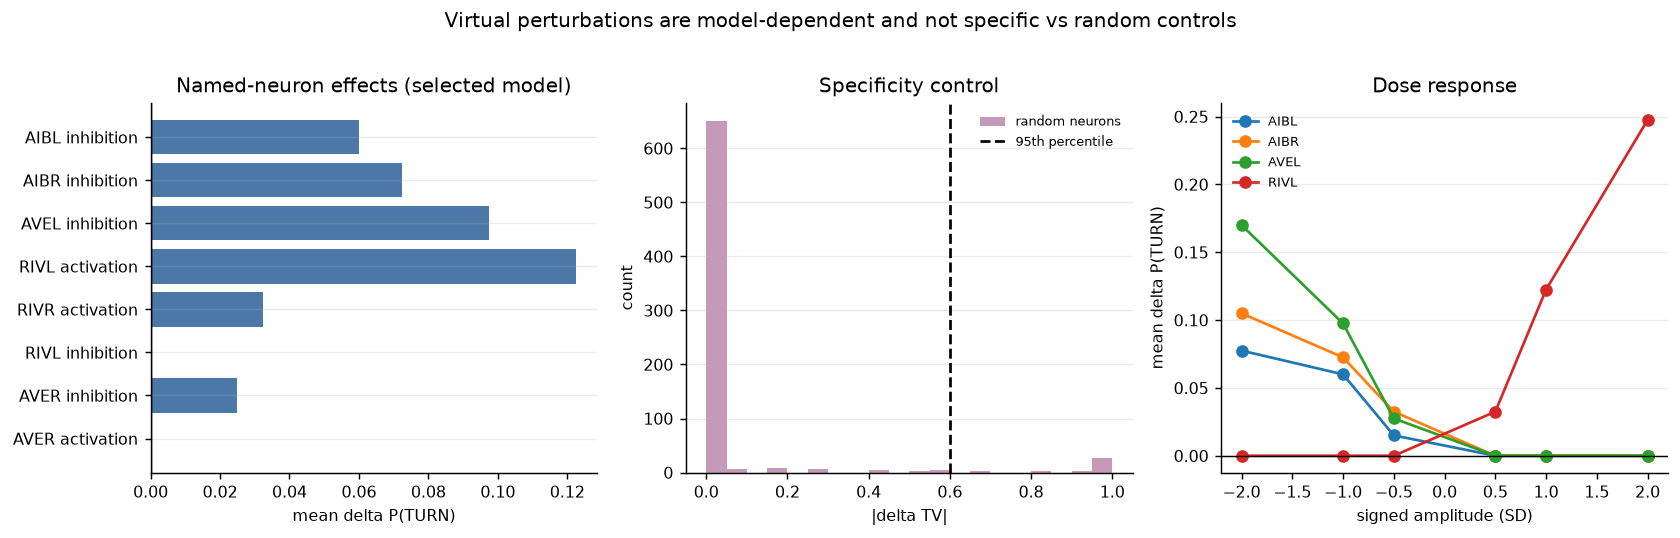 Virtual perturbations are model-dependent and not specific vs random controls
Named-neuron effects (selected model)
AIBL inhibition
AIBR inhibition
AVEL inhibition
RIVL activation
RIVR activation
RIVL inhibition
AVER inhibition
AVER activation
0.00 0.02 0.04 0.06 0.08 0.10 0.12
mean delta P(TURN)
Specificity control
random neurons
95th percentile
600
500
400
300
200
100
0
count
0.0 0.2 0.4 0.6 0.8 1.0
|delta TV|
Dose response
AIBL
AIBR
AVEL
RIVL
0.25
0.20
0.15
0.10
0.05
0.00
mean delta P(TURN)
−2.0 −1.5 −1.0 −0.5 0.0 0.5 1.0 1.5 2.0
signed amplitude (SD)